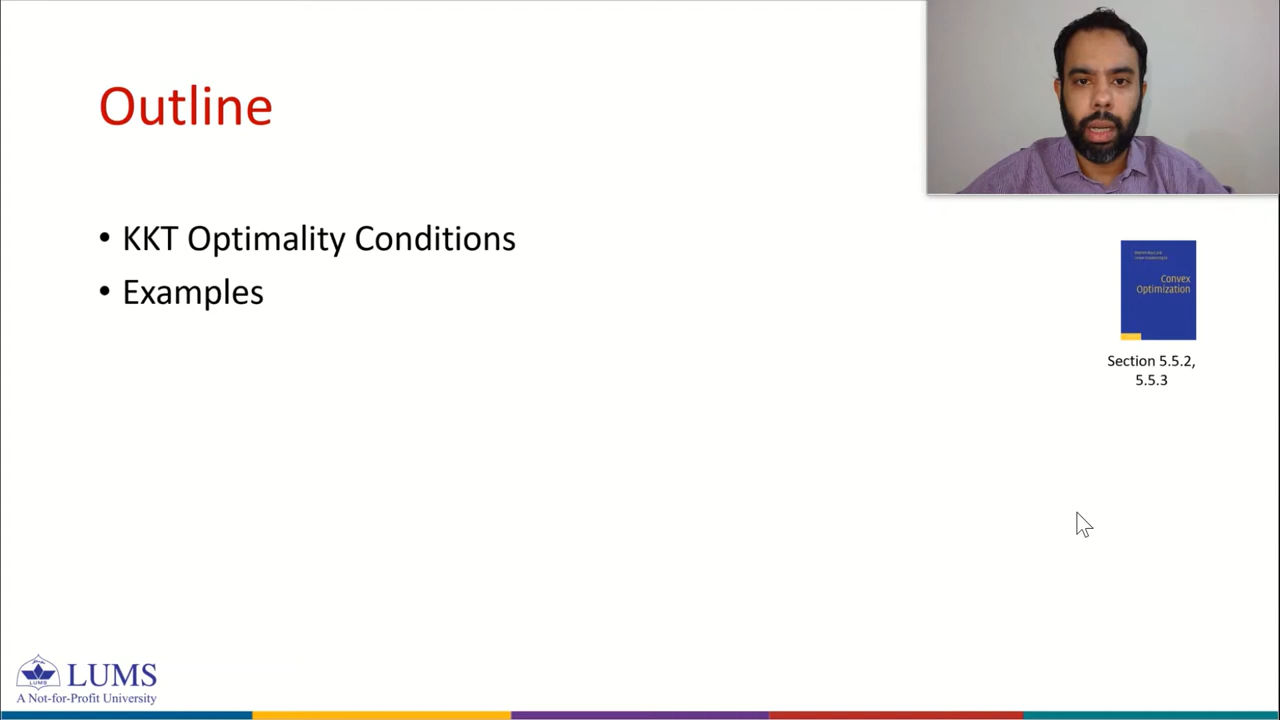 Outline
• KKT Optimality Conditions
• Examples
Convex
Optimization
Section 5.5.2,
5.5.3
LUMS
LUMS
A Not-for-Profit University